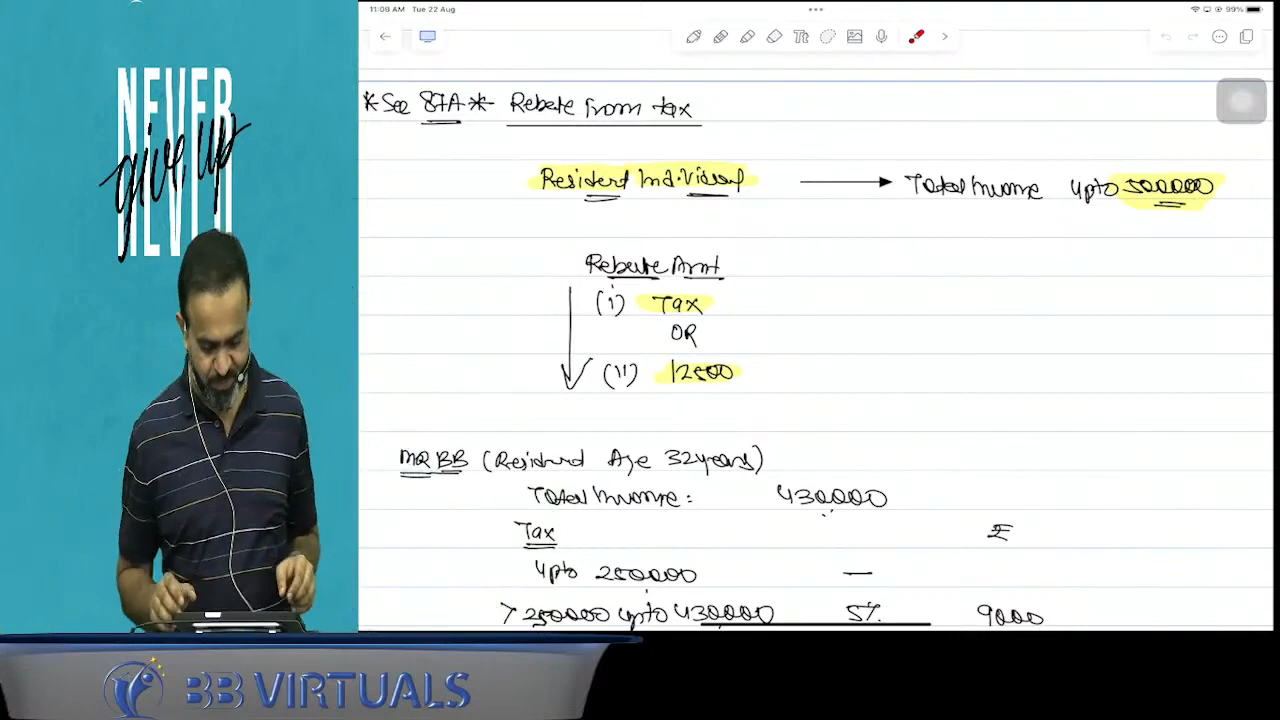 11:09 AM Tue 22 Aug
99%
NEVER
give up
NEVER
*Sec 87A* Rebate from tax
Resident Individual → Total Income upto 500000
Rebate Amt
(i) Tax
OR
(ii) 12500
MR BB (Resident Age 32 years)
Total Income: 430000
Tax ₹
Upto 250000 —
> 250000 upto 430000 5% 9000
BB VIRTUALS